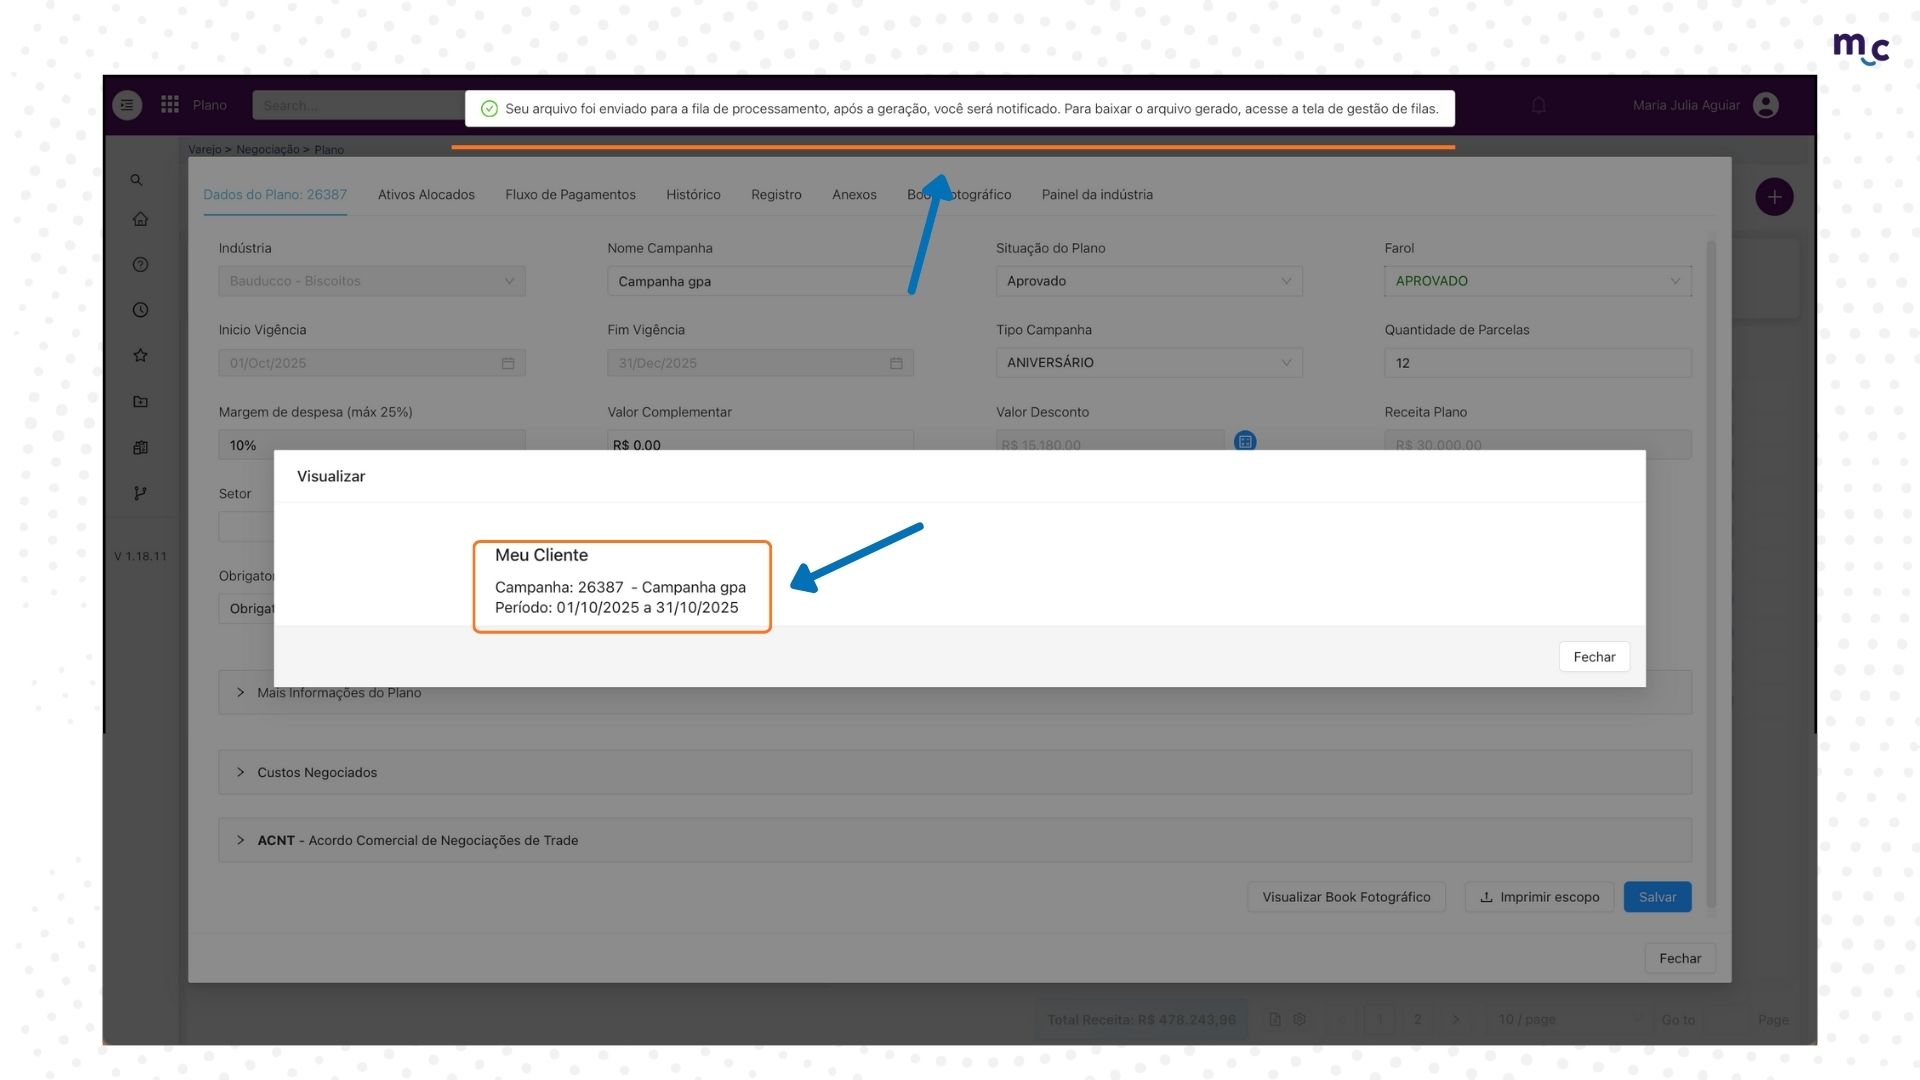 mc
Plano
Search...
Seu arquivo foi enviado para a fila de processamento, após a geração, você será notificado. Para baixar o arquivo gerado, acesse a tela de gestão de filas.
Maria Julia Aguiar
Varejo > Negociação > Plano
Dados do Plano: 26387
Ativos Alocados
Fluxo de Pagamentos
Histórico
Registro
Anexos
Painel da indústria
Indústria
Nome Campanha
Situação do Plano
Farol
Bauducco - Biscoitos
Campanha gpa
Aprovado
APROVADO
Inicio Vigência
Fim Vigência
Tipo Campanha
Quantidade de Parcelas
01/Oct/2025
31/Dec/2025
ANIVERSÁRIO
12
Margem de despesa (máx 25%)
Valor Complementar
Valor Desconto
Receita Plano
10%
R$ 0,00
R$ 15.180,00
R$ 30.000,00
Visualizar
Setor
Meu Cliente
V 1.18.11
Campanha: 26387 - Campanha gpa
Período: 01/10/2025 a 31/10/2025
Fechar
Mais Informações do Plano
Custos Negociados
ACNT - Acordo Comercial de Negociações de Trade
Visualizar Book Fotográfico
Imprimir escopo
Salvar
Fechar
Total Receita: R$ 478.243,96
1
2
10 / page
Go to
Page